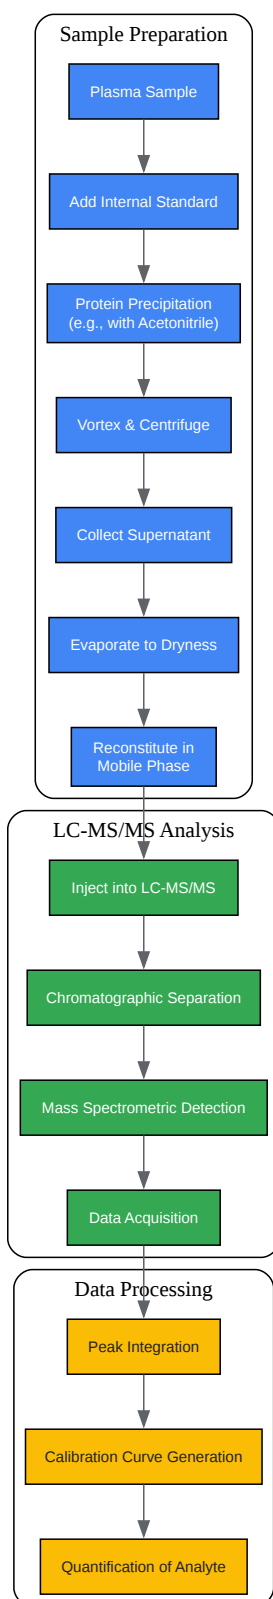 Sample Preparation
Plasma Sample
Add Internal Standard
Protein Precipitation
(e.g., with Acetonitrile)
Vortex & Centrifuge
Collect Supernatant
Evaporate to Dryness
Reconstitute in
Mobile Phase
LC-MS/MS Analysis
Inject into LC-MS/MS
Chromatographic Separation
Mass Spectrometric Detection
Data Acquisition
Data Processing
Peak Integration
Calibration Curve Generation
Quantification of Analyte